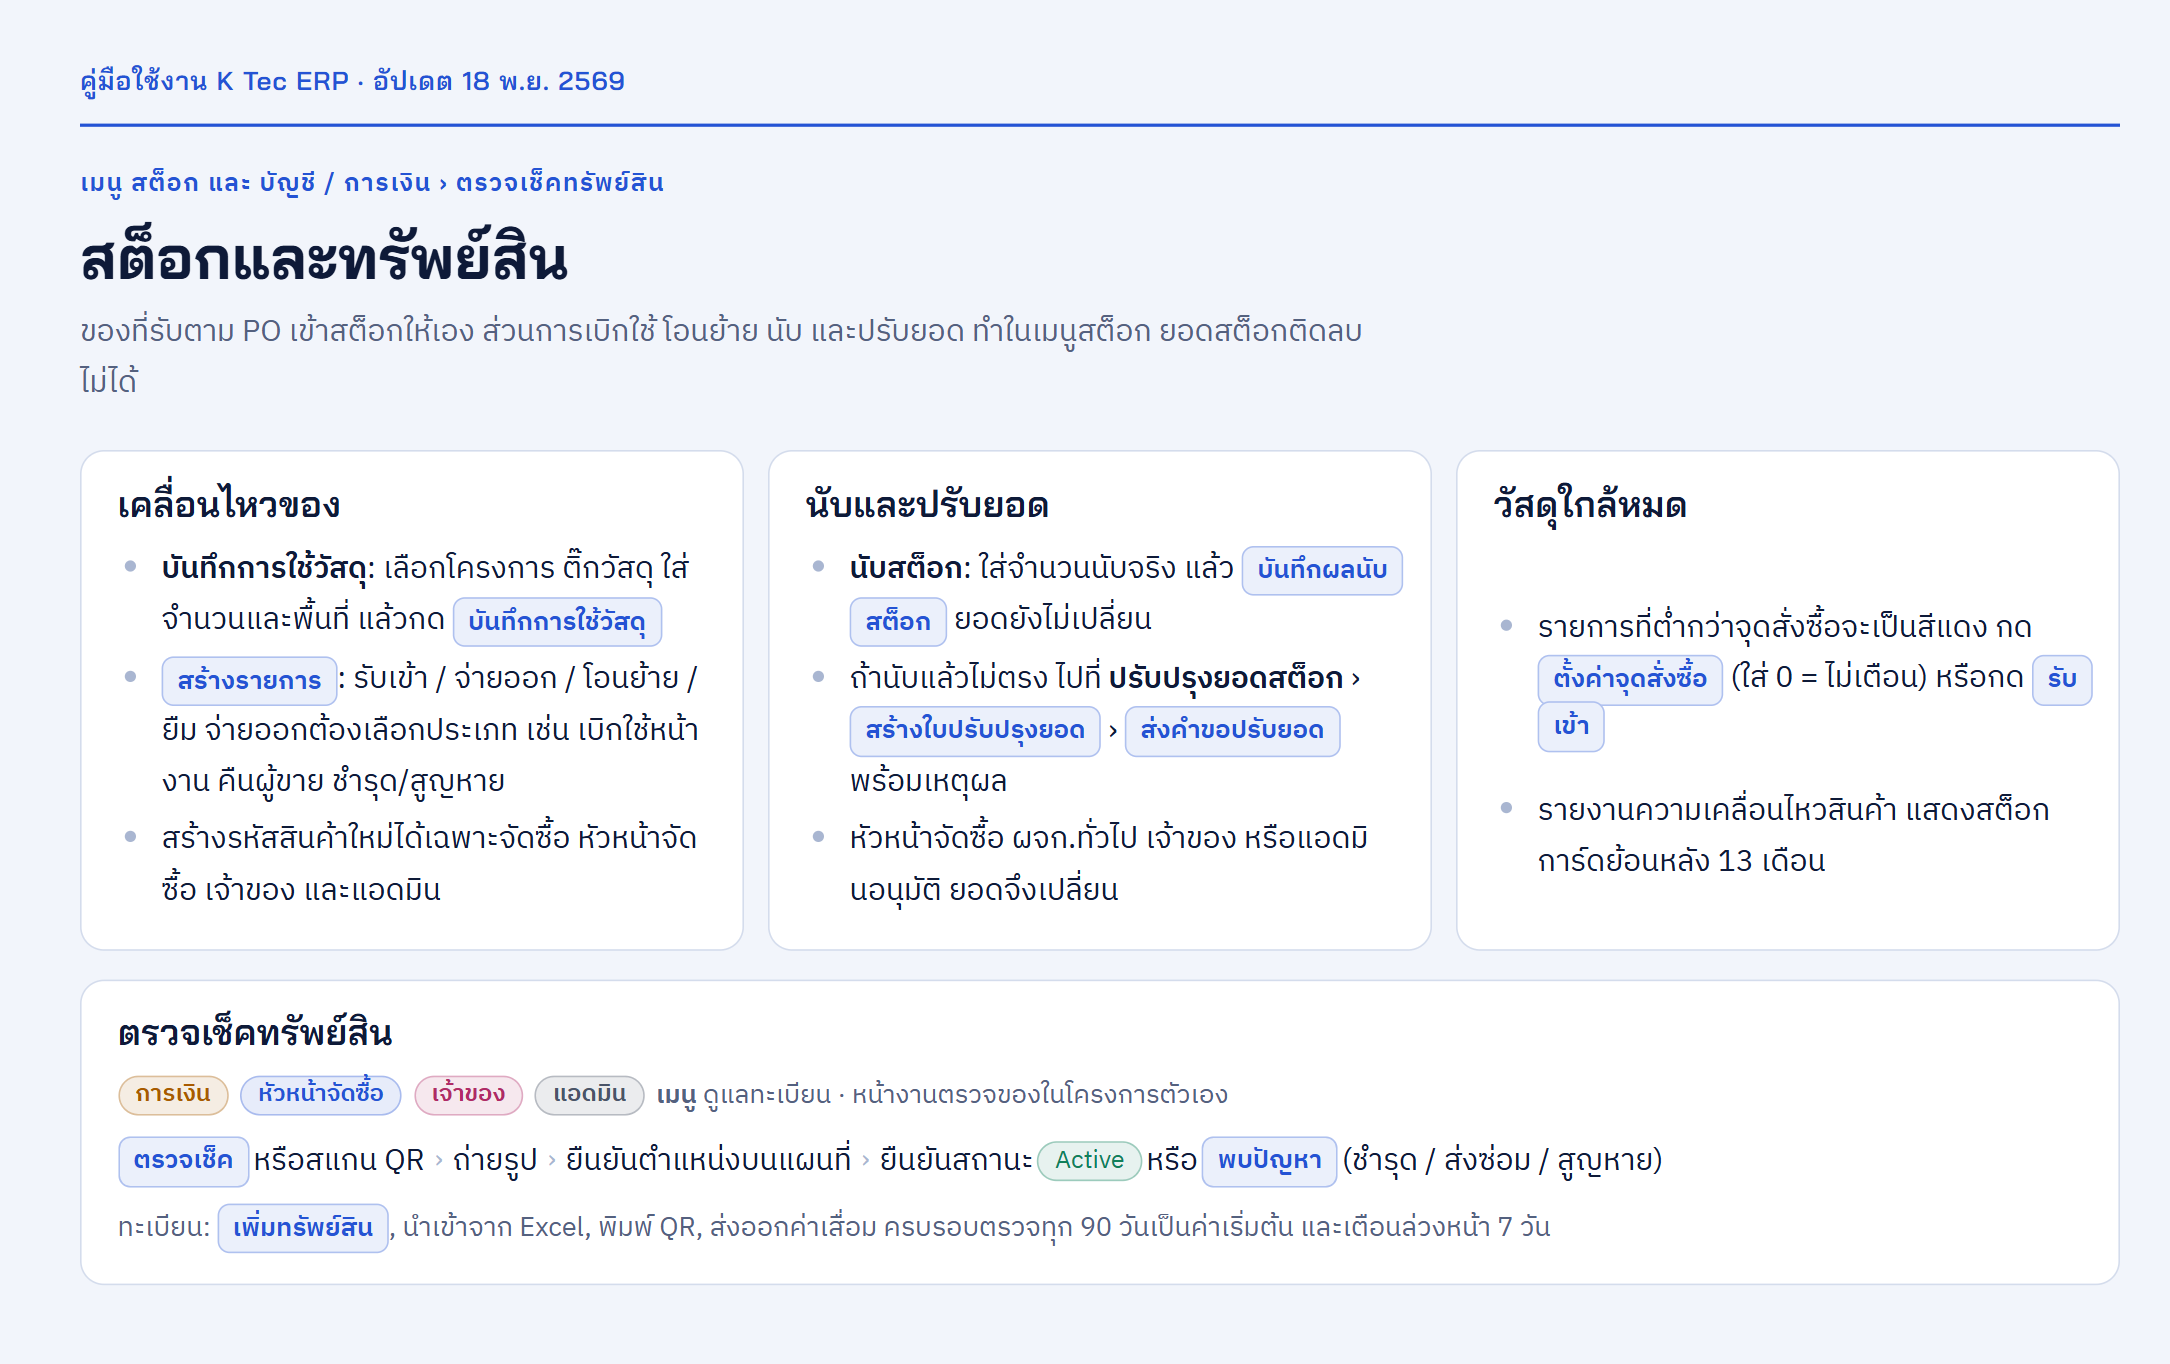 คู่มือใช้งาน K Tec ERP · อัปเดต 18 พ.ย. 2569
เมนู สต็อก และ บัญชี / การเงิน › ตรวจเช็คทรัพย์สิน
สต็อกและทรัพย์สิน
ของที่รับตาม PO เข้าสต็อกให้เอง ส่วนการเบิกใช้ โอนย้าย นับ และปรับยอด ทำในเมนูสต็อก ยอดสต็อกติดลบ
ไม่ได้
เคลื่อนไหวของ
บันทึกการใช้วัสดุ: เลือกโครงการ ติ๊กวัสดุ ใส่
จำนวนและพื้นที่ แล้วกด บันทึกการใช้วัสดุ
สร้างรายการ: รับเข้า / จ่ายออก / โอนย้าย /
ยืม จ่ายออกต้องเลือกประเภท เช่น เบิกใช้หน้า
งาน คืนผู้ขาย ชำรุด/สูญหาย
สร้างรหัสสินค้าใหม่ได้เฉพาะจัดซื้อ หัวหน้าจัด
ซื้อ เจ้าของ และแอดมิน
นับและปรับยอด
นับสต็อก: ใส่จำนวนนับจริง แล้ว บันทึกผลนับ
สต็อก ยอดยังไม่เปลี่ยน
ถ้านับแล้วไม่ตรง ไปที่ ปรับปรุงยอดสต็อก ›
สร้างใบปรับปรุงยอด › ส่งคำขอปรับยอด
พร้อมเหตุผล
หัวหน้าจัดซื้อ ผจก.ทั่วไป เจ้าของ หรือแอดมิ
นอนุมัติ ยอดจึงเปลี่ยน
วัสดุใกล้หมด
รายการที่ต่ำกว่าจุดสั่งซื้อจะเป็นสีแดง กด
ตั้งค่าจุดสั่งซื้อ (ใส่ 0 = ไม่เตือน) หรือกด รับ
เข้า
รายงานความเคลื่อนไหวสินค้า แสดงสต็อก
การ์ดย้อนหลัง 13 เดือน
ตรวจเช็คทรัพย์สิน
การเงิน หัวหน้าจัดซื้อ เจ้าของ แอดมิน เมนู ดูแลทะเบียน · หน้างานตรวจของในโครงการตัวเอง
ตรวจเช็ค หรือสแกน QR › ถ่ายรูป › ยืนยันตำแหน่งบนแผนที่ › ยืนยันสถานะ Active หรือ พบปัญหา (ชำรุด / ส่งซ่อม / สูญหาย)
ทะเบียน: เพิ่มทรัพย์สิน, นำเข้าจาก Excel, พิมพ์ QR, ส่งออกค่าเสื่อม ครบรอบตรวจทุก 90 วันเป็นค่าเริ่มต้น และเตือนล่วงหน้า 7 วัน